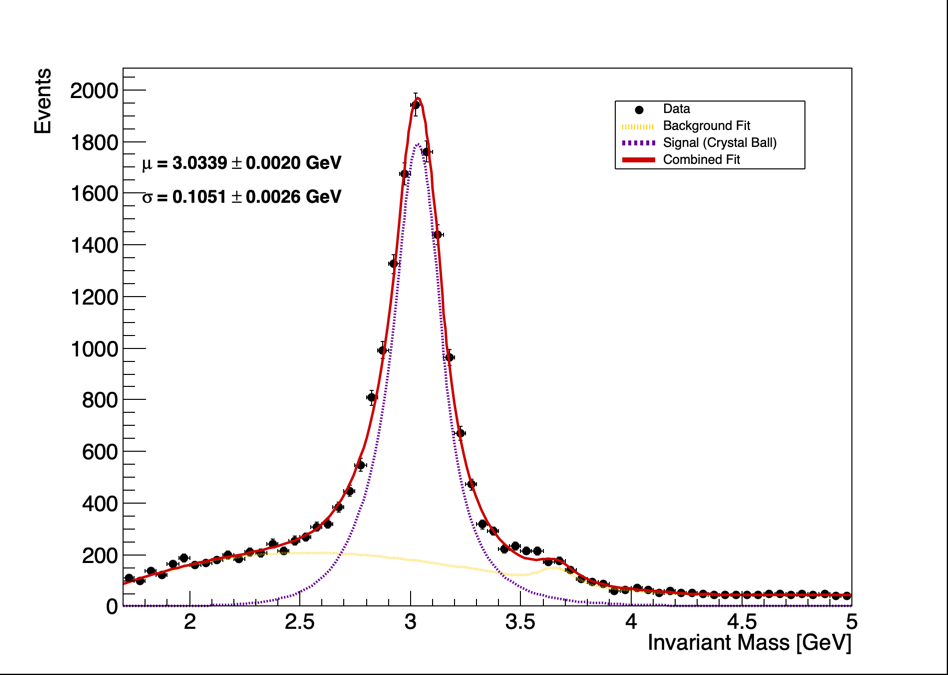 Events
2000
1800
1600
1400
1200
1000
800
600
400
200
0
μ = 3.0339 ± 0.0020 GeV
σ = 0.1051 ± 0.0026 GeV
Data
Background Fit
Signal (Crystal Ball)
Combined Fit
2 2.5 3 3.5 4 4.5 5
Invariant Mass [GeV]